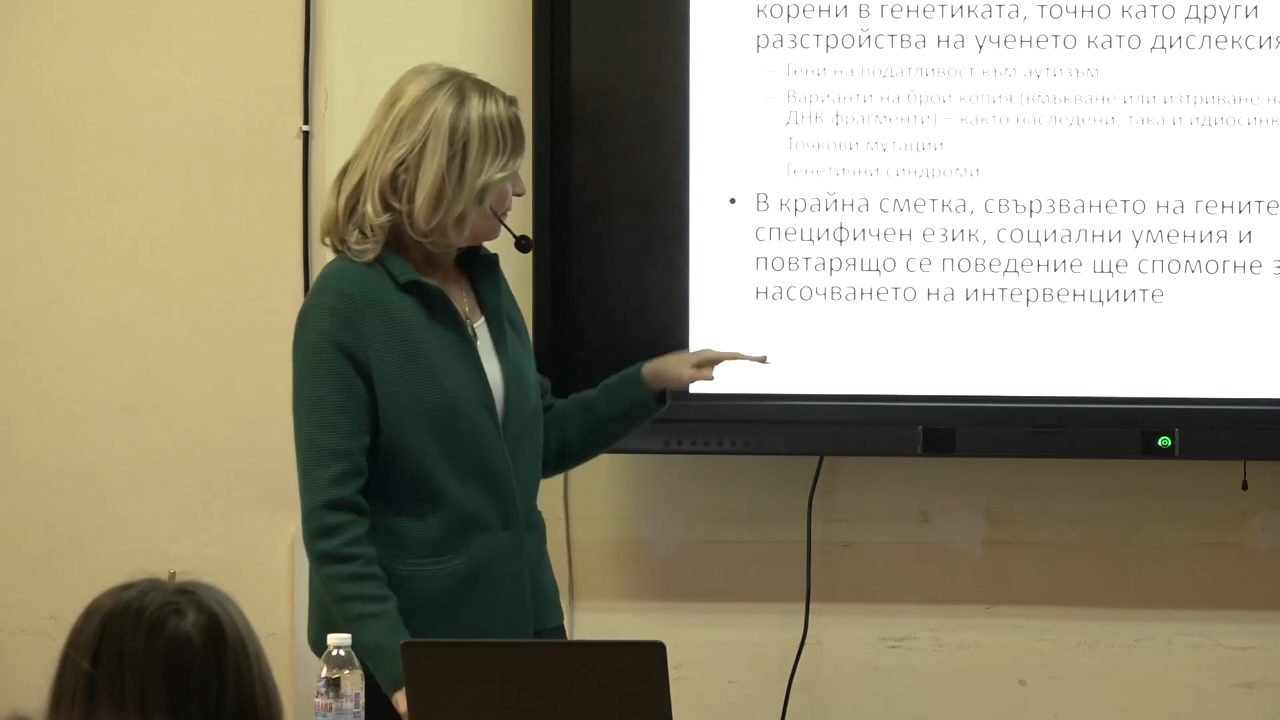 корени в генетиката, точно като други
разстройства на ученето като дислексия
– Гени на податливост към аутизъм
– Варианти на брой копия (вмъкване или изтриване на
ДНК фрагменти) – както наследени, така и идиосинк
Точкови мутации
Генетични синдроми
• В крайна сметка, свързването на гените
специфичен език, социални умения и
повтарящо се поведение ще спомогне з
насочването на интервенциите